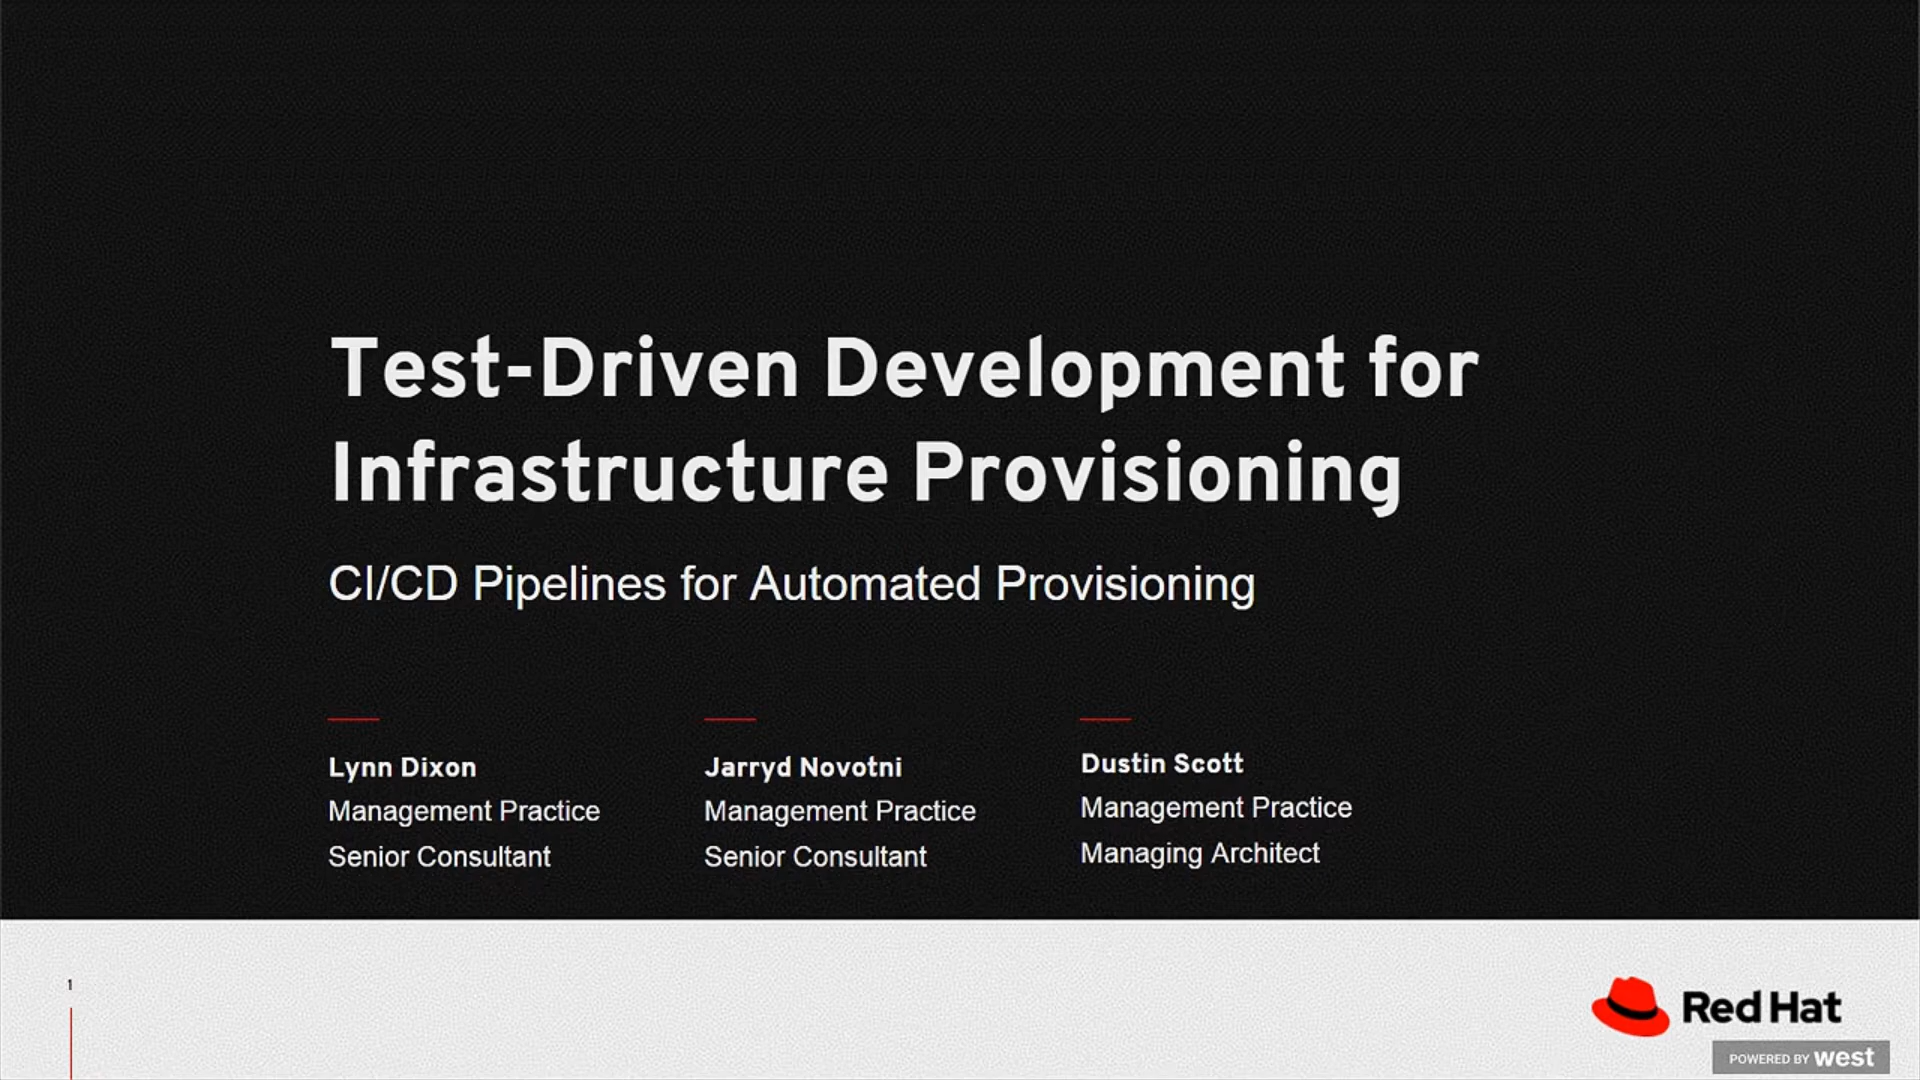 Test-Driven Development for
Infrastructure Provisioning
CI/CD Pipelines for Automated Provisioning
Lynn Dixon
Management Practice
Senior Consultant
Jarryd Novotni
Management Practice
Senior Consultant
Dustin Scott
Management Practice
Managing Architect
1
Red Hat
POWERED BY west